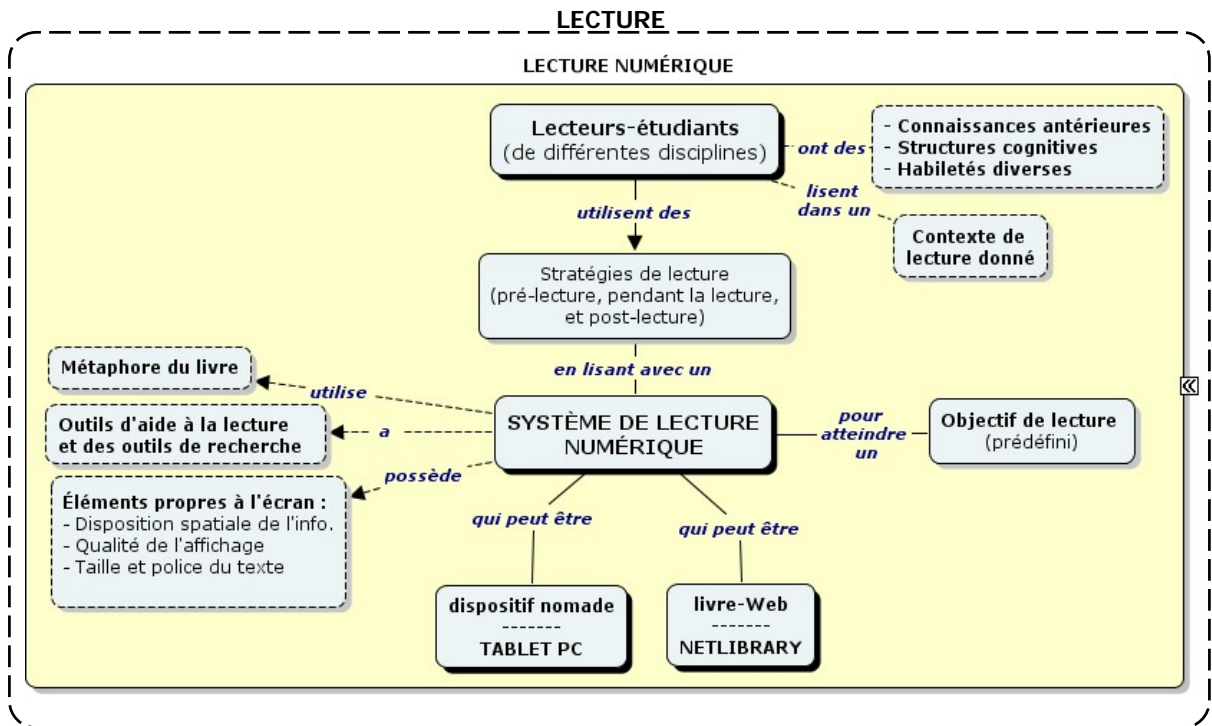 LECTURE
LECTURE NUMÉRIQUE
Lecteurs-étudiants
(de différentes disciplines)
ont des
- Connaissances antérieures
- Structures cognitives
- Habiletés diverses
lisent
dans un
Contexte de
lecture donné
utilisent des
Stratégies de lecture
(pré-lecture, pendant la lecture,
et post-lecture)
en lisant avec un
SYSTÈME DE LECTURE
NUMÉRIQUE
utilise
Métaphore du livre
a
Outils d'aide à la lecture
et des outils de recherche
possède
Éléments propres à l'écran :
- Disposition spatiale de l'info.
- Qualité de l'affichage
- Taille et police du texte
pour
atteindre
un
Objectif de lecture
(prédéfini)
qui peut être
dispositif nomade
-------
TABLET PC
qui peut être
livre-Web
-------
NETLIBRARY